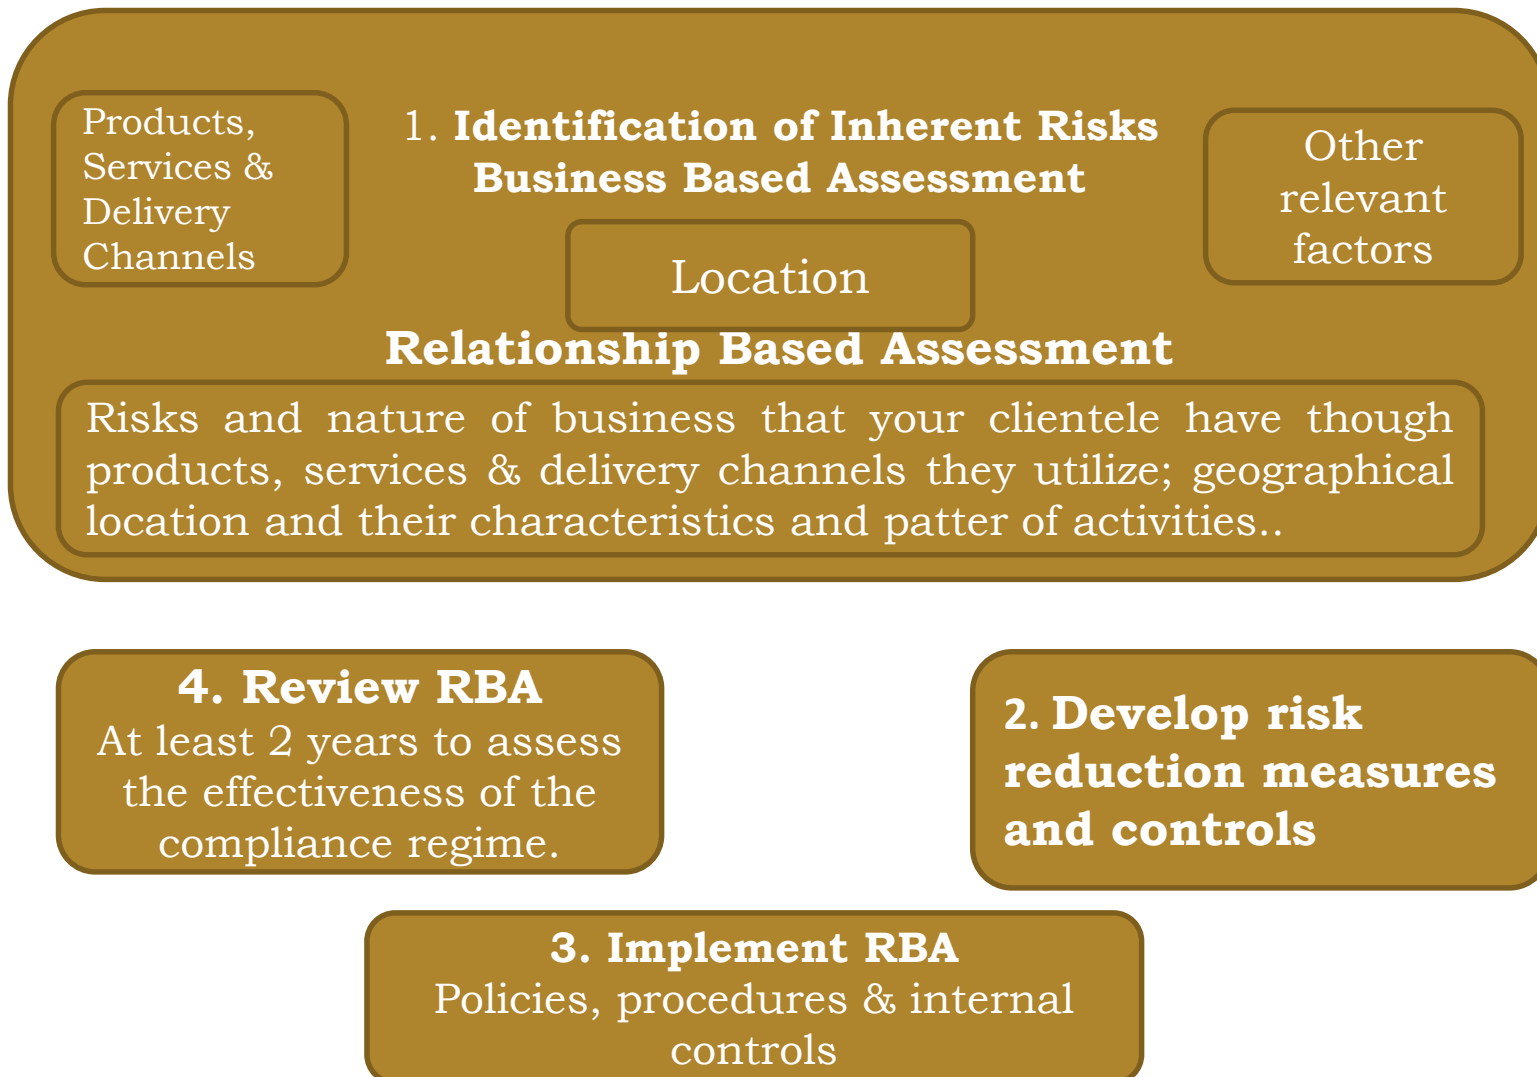 1. Identification of Inherent Risks
Business Based Assessment
Products,
Services &
Delivery
Channels
Location
Other
relevant
factors
Relationship Based Assessment
Risks and nature of business that your clientele have though
products, services & delivery channels they utilize; geographical
location and their characteristics and patter of activities..
2. Develop risk
reduction measures
and controls
3. Implement RBA
Policies, procedures & internal
controls
4. Review RBA
At least 2 years to assess
the effectiveness of the
compliance regime.